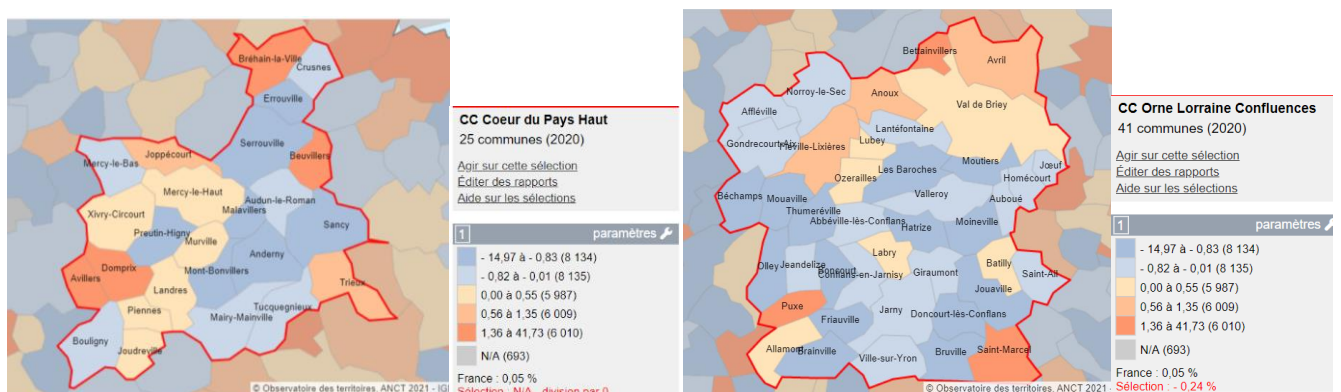 Bréhain-la-Ville
Crusnes
Errouville
Serrouville
Beuvillers
Joppécourt
Mercy-le-Bas
Mercy-le-Haut
Audun-le-Roman
Malavillers
Xivry-Circourt
Sancy
Preutin-Higny
Murville
Anderny
Mont-Bonvillers
Domprix
Avillers
Landres
Trieux
Tucquegnieux
Piennes
Mairy-Mainville
Bouligny
Joudreville
© Observatoire des territoires, ANCT 2021 - IGI
CC Coeur du Pays Haut
25 communes (2020)
Agir sur cette sélection
Éditer des rapports
Aide sur les sélections
1 paramètres
- 14,97 à - 0,83 (8 134)
- 0,82 à - 0,01 (8 135)
0,00 à 0,55 (5 987)
0,56 à 1,35 (6 009)
1,36 à 41,73 (6 010)
N/A (693)
France : 0,05 %
Sélection : N/A - division par 0
Bettainvillers
Avril
Norroy-le-Sec
Anoux
Val de Briey
Affléville
Lantéfontaine
Gondrecourt-Aix
Fléville-Lixières
Lubey
Les Baroches
Moutiers
Jœuf
Ozerailles
Homécourt
Béchamps
Mouaville
Valleroy
Auboué
Thumeréville
Abbéville-lès-Conflans
Hatrize
Moineville
Labry
Batilly
Olley
Jeandelize
Boncourt
Conflans-en-Jarnisy
Giraumont
Saint-Ail
Jouaville
Puxe
Friauville
Jarny
Doncourt-lès-Conflans
Allamont
Brainville
Ville-sur-Yron
Bruville
Saint-Marcel
© Observatoire des territoires, ANCT 2021 -
CC Orne Lorraine Confluences
41 communes (2020)
Agir sur cette sélection
Éditer des rapports
Aide sur les sélections
1 paramètres
- 14,97 à - 0,83 (8 134)
- 0,82 à - 0,01 (8 135)
0,00 à 0,55 (5 987)
0,56 à 1,35 (6 009)
1,36 à 41,73 (6 010)
N/A (693)
France : 0,05 %
Sélection : - 0,24 %